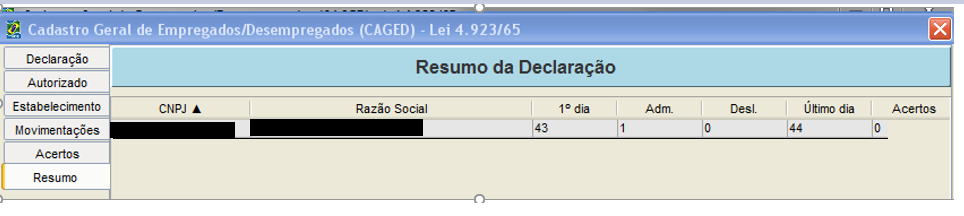 Cadastro Geral de Empregados/Desempregados (CAGED) - Lei 4.923/65
Declaração
Autorizado
Estabelecimento
Movimentações
Acertos
Resumo
Resumo da Declaração
CNPJ ▲ Razão Social 1º dia Adm. Desl. Último dia Acertos
43 1 0 44 0